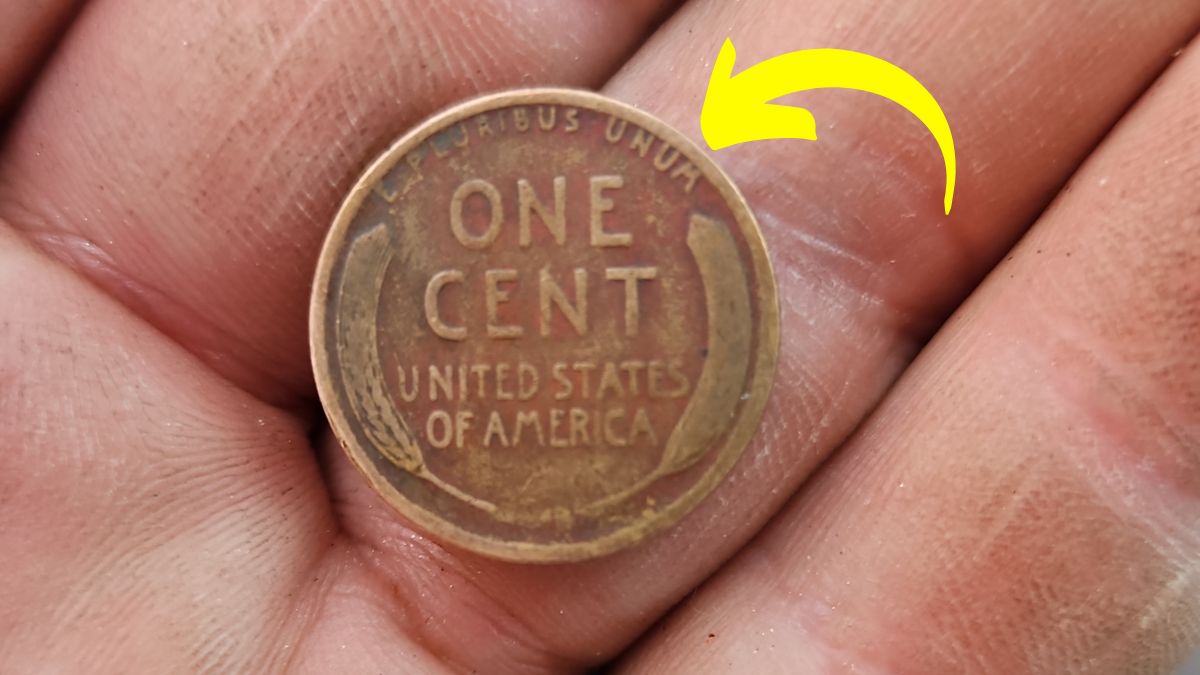 E PLURIBUS UNUM
ONE
CENT
UNITED STATES
OF AMERICA